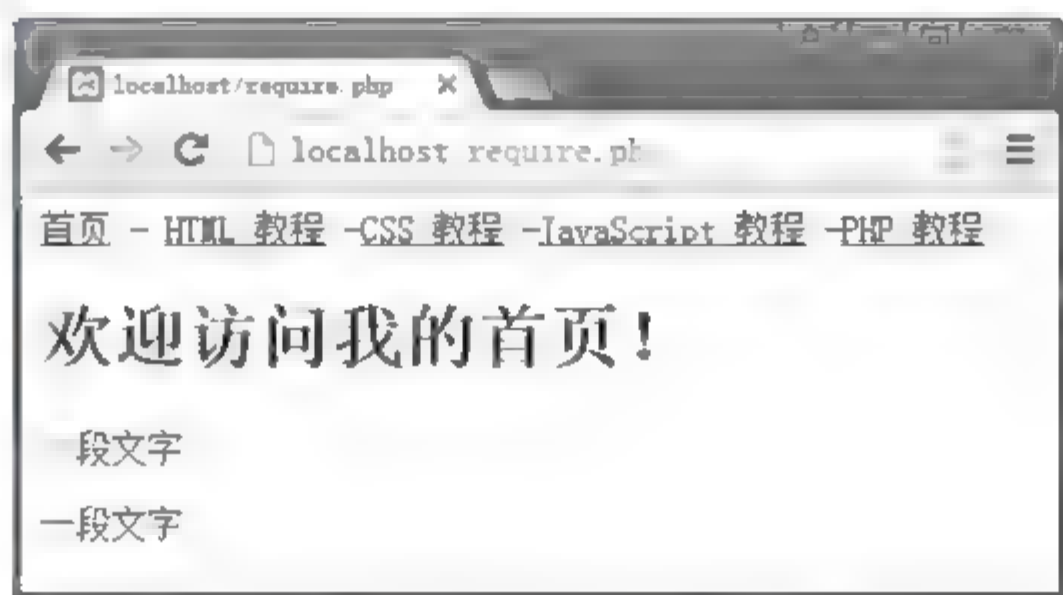 localhost/require.php
localhost require.ph
首页 - HTML 教程 -CSS 教程 -JavaScript 教程 -PHP 教程
欢迎访问我的首页！
段文字
一段文字